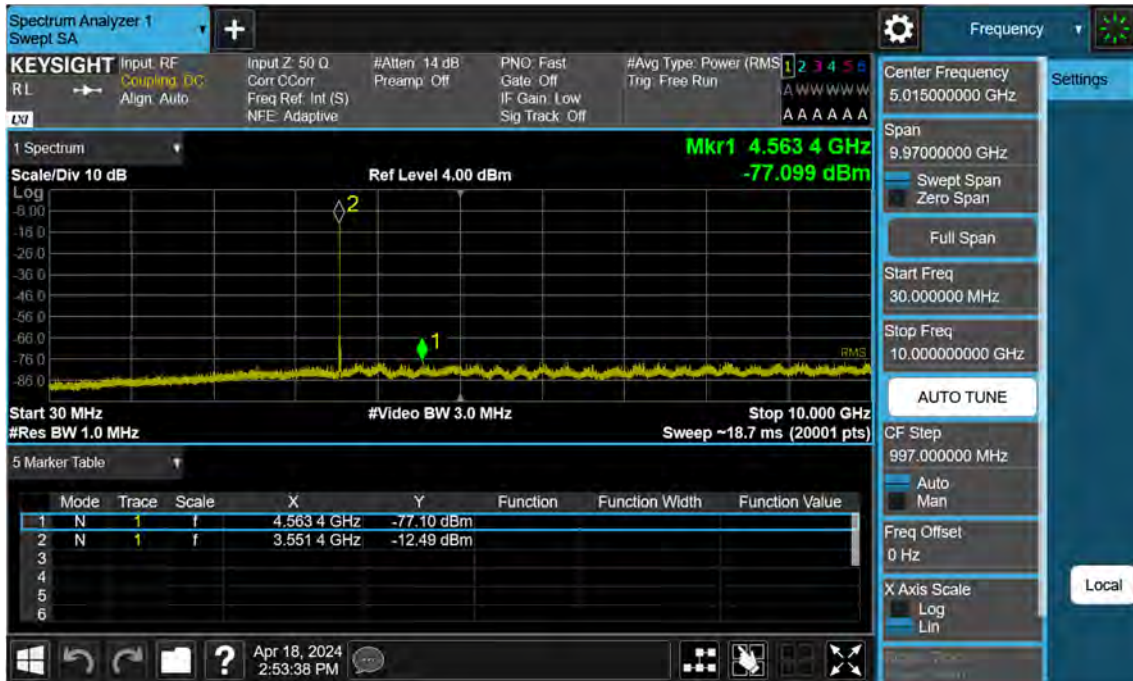 Spectrum Analyzer 1
Swept SA
Frequency
KEYSIGHT
RL
LXI
Input: RF
Coupling: DC
Align: Auto
Input Z: 50 Ω
Corr CCorr
Freq Ref: Int (S)
NFE: Adaptive
#Atten: 14 dB
Preamp: Off
PNO: Fast
Gate: Off
IF Gain: Low
Sig Track: Off
#Avg Type: Power (RMS
Trig: Free Run
1 2 3 4 5 6
A W W W W W
A A A A A A
1 Spectrum
Scale/Div 10 dB
Ref Level 4.00 dBm
Mkr1 4.563 4 GHz
-77.099 dBm
Log
-6.00
-16.0
-26.0
-36.0
-46.0
-56.0
-66.0
-76.0
-86.0
2
1
RMS
Start 30 MHz
#Video BW 3.0 MHz
Stop 10.000 GHz
#Res BW 1.0 MHz
Sweep ~18.7 ms (20001 pts)
5 Marker Table
Mode Trace Scale X Y Function Function Width Function Value
1 N 1 f 4.563 4 GHz -77.10 dBm
2 N 1 f 3.551 4 GHz -12.49 dBm
3
4
5
6
Apr 18, 2024
2:53:38 PM
Center Frequency
5.015000000 GHz
Settings
Span
9.97000000 GHz
Swept Span
Zero Span
Full Span
Start Freq
30.000000 MHz
Stop Freq
10.000000000 GHz
AUTO TUNE
CF Step
997.000000 MHz
Auto
Man
Freq Offset
0 Hz
X Axis Scale
Log
Lin
Local